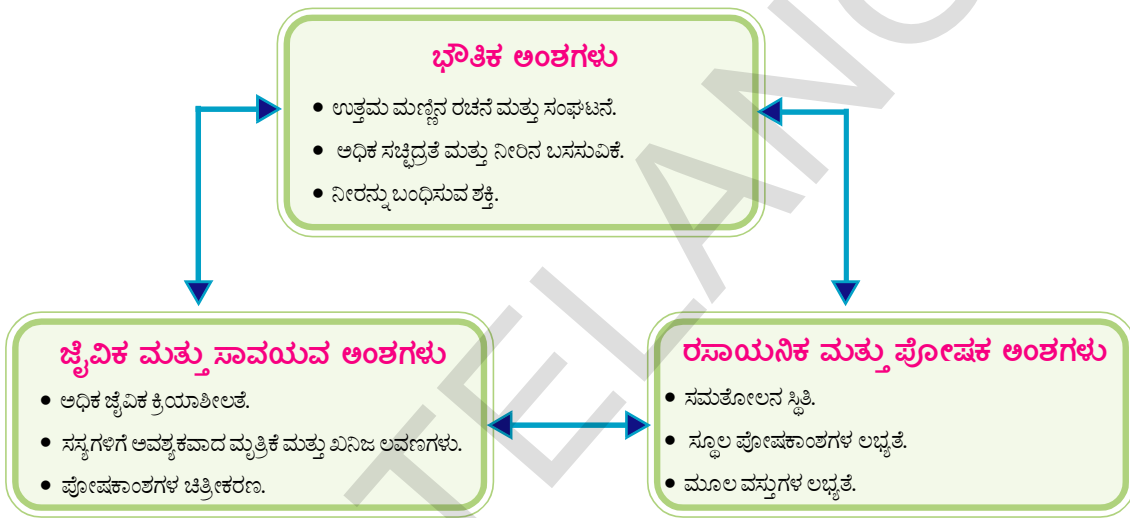 ಭೌತಿಕ ಅಂಶಗಳು
• ಉತ್ತಮ ಮಣ್ಣಿನ ರಚನೆ ಮತ್ತು ಸಂಘಟನೆ.
• ಅಧಿಕ ಸಚ್ಛಿದ್ರತೆ ಮತ್ತು ನೀರಿನ ಬಸಸುವಿಕೆ.
• ನೀರನ್ನು ಬಂಧಿಸುವ ಶಕ್ತಿ.
ಜೈವಿಕ ಮತ್ತು ಸಾವಯವ ಅಂಶಗಳು
• ಅಧಿಕ ಜೈವಿಕ ಕ್ರಿಯಾಶೀಲತೆ.
• ಸಸ್ಯಗಳಿಗೆ ಅವಶ್ಯಕವಾದ ಮೃತ್ರಿಕೆ ಮತ್ತು ಖನಿಜ ಲವಣಗಳು.
• ಪೋಷಕಾಂಶಗಳ ಚಿತ್ರೀಕರಣ.
ರಸಾಯನಿಕ ಮತ್ತು ಪೋಷಕ ಅಂಶಗಳು
• ಸಮತೋಲನ ಸ್ಥಿತಿ.
• ಸ್ಥೂಲ ಪೋಷಕಾಂಶಗಳ ಲಭ್ಯತೆ.
• ಮೂಲ ವಸ್ತುಗಳ ಲಭ್ಯತೆ.